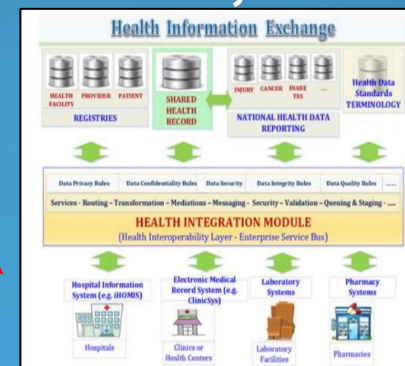 Health Information Exchange
HEALTH FACILITY
PROVIDER
PATIENT
REGISTRIES
SHARED HEALTH RECORD
INJURY
CANCER
DIABE TES
....
NATIONAL HEALTH DATA REPORTING
Health Data Standards
TERMINOLOGY
Data Privacy Rules
Data Confidentiality Rules
Data Security
Data Integrity Rules
Data Quality Rules
......
Services - Routing – Transformation – Mediations – Messaging - Security – Validation – Queuing & Staging - .....
HEALTH INTEGRATION MODULE
(Health Interoperability Layer - Enterprise Service Bus)
Hospital Information
System (e.g. iHOMIS)
Electronic Medical
Record System (e.g.
ClinicSys)
Laboratory
Systems
Pharmacy
Systems
Hospitals
Clinics or
Health Centers
Laboratory
Facilities
Pharmacies